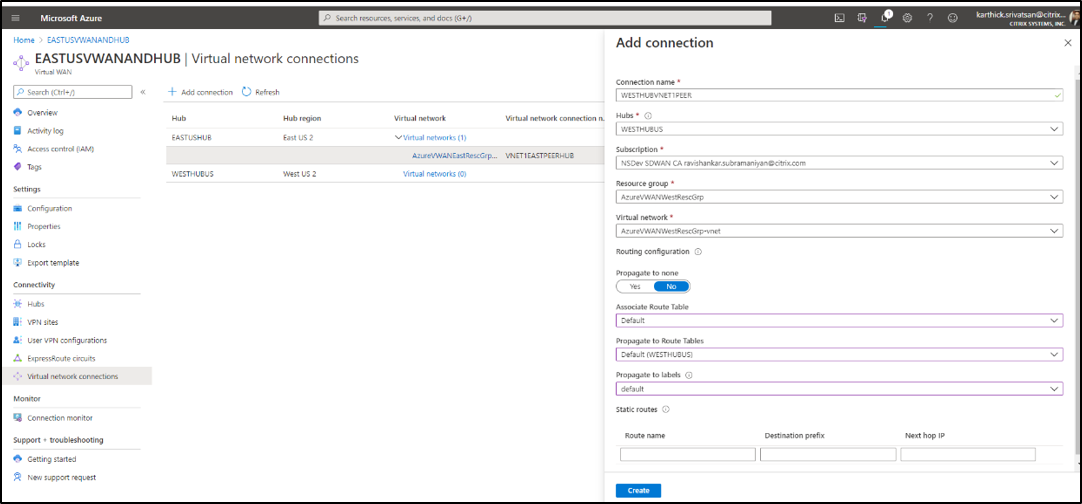 Microsoft Azure
Search resources, services, and docs (G+/)
1
karthick.srivatsan@citrix...
CITRIX SYSTEMS, INC.
Home > EASTUSVWANANDHUB
EASTUSVWANANDHUB | Virtual network connections
Virtual WAN
Search (Ctrl+/)
«
Overview
Activity log
Access control (IAM)
Tags
Settings
Configuration
Properties
Locks
Export template
Connectivity
Hubs
VPN sites
User VPN configurations
ExpressRoute circuits
Virtual network connections
Monitor
Connection monitor
Support + troubleshooting
Getting started
New support request
+ Add connection Refresh
Hub Hub region Virtual network Virtual network connection n.
EASTUSHUB East US 2 Virtual networks (1)
AzureVWANEastRescGrp... VNET1EASTPEERHUB
WESTHUBUS West US 2 Virtual networks (0)
Add connection
Connection name *
WESTHUBVNET1PEER
Hubs *
WESTHUBUS
Subscription *
NSDev SDWAN CA ravishankar.subramaniyan@citrix.com
Resource group *
AzureVWANWestRescGrp
Virtual network *
AzureVWANWestRescGrp-vnet
Routing configuration
Propagate to none
Yes No
Associate Route Table
Default
Propagate to Route Tables
Default (WESTHUBUS)
Propagate to labels
default
Static routes
Route name Destination prefix Next hop IP
Create